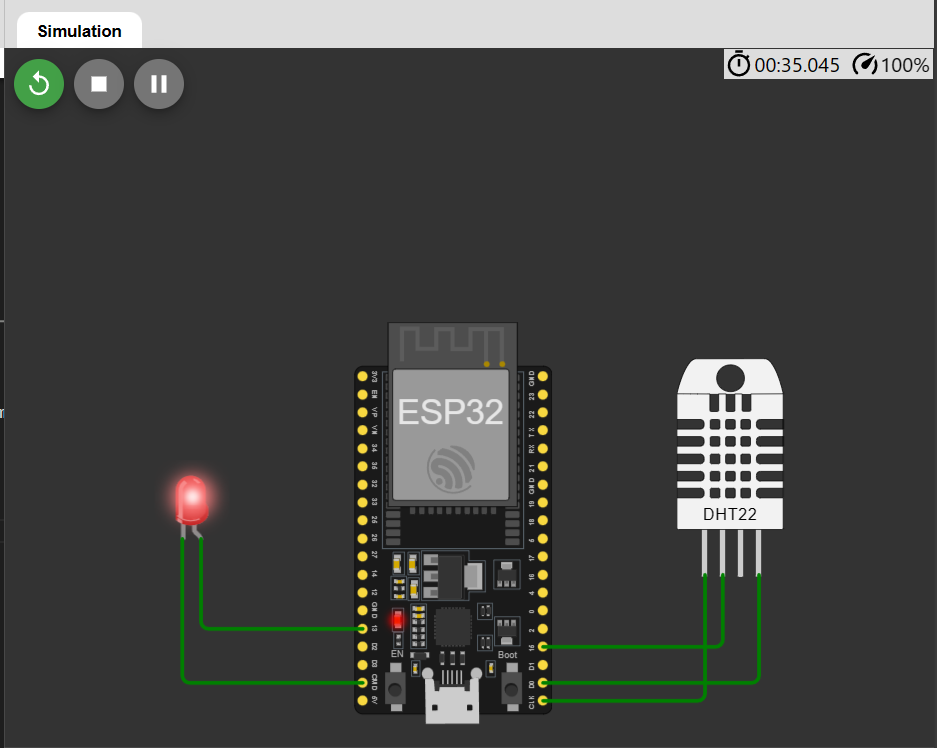 Simulation
00:35.045
100%
ESP32
DHT22
3V3
EN
VP
VN
34
35
32
33
25
26
27
14
12
GND
13
D2
D3
CMD
5V
GND
23
22
TX
RX
21
GND
19
18
5
17
16
4
0
2
15
D1
D0
CLK
EN
Boot